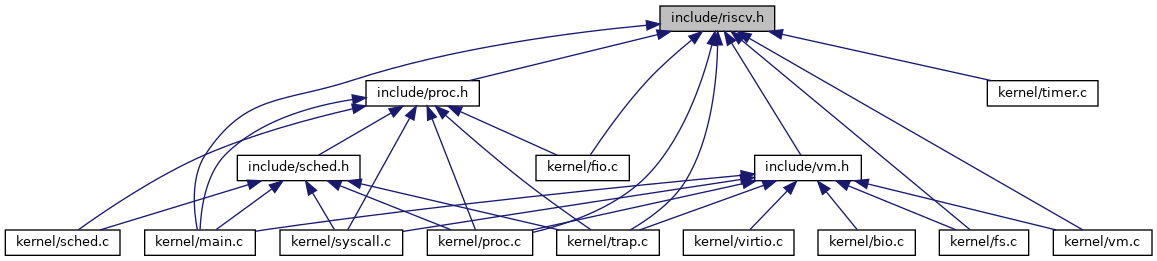 include/riscv.h
include/proc.h
kernel/timer.c
include/sched.h
kernel/fio.c
include/vm.h
kernel/sched.c
kernel/main.c
kernel/syscall.c
kernel/proc.c
kernel/trap.c
kernel/virtio.c
kernel/bio.c
kernel/fs.c
kernel/vm.c